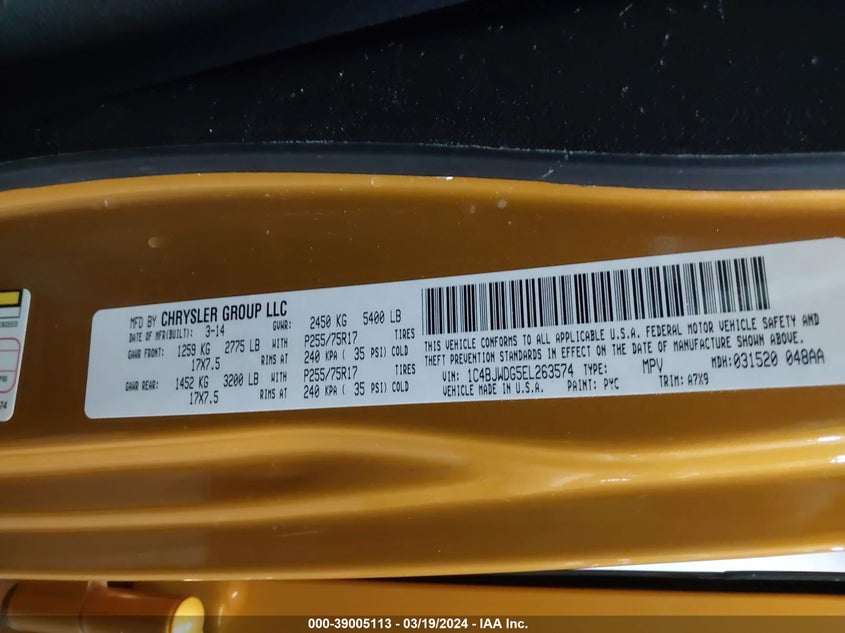 MFD BY CHRYSLER GROUP LLC
DATE OF MFR(BUILT): 3-14 GVWR: 2450 KG 5400 LB
GAWR FRONT: 1259 KG 2775 LB WITH P255/75R17 TIRES
17X7.5 RIMS AT 240 KPA ( 35 PSI) COLD
GAWR REAR: 1452 KG 3200 LB WITH P255/75R17 TIRES
17X7.5 RIMS AT 240 KPA ( 35 PSI) COLD
THIS VEHICLE CONFORMS TO ALL APPLICABLE U.S.A. FEDERAL MOTOR VEHICLE SAFETY AND
THEFT PREVENTION STANDARDS IN EFFECT ON THE DATE OF MANUFACTURE SHOWN ABOVE.
VIN: 1C4BJWDG5EL263574 TYPE: MPV MDH: 031520 048AA
VEHICLE MADE IN U.S.A. PAINT: PYC TRIM: A7X9
000-39005113 - 03/19/2024 - IAA Inc.